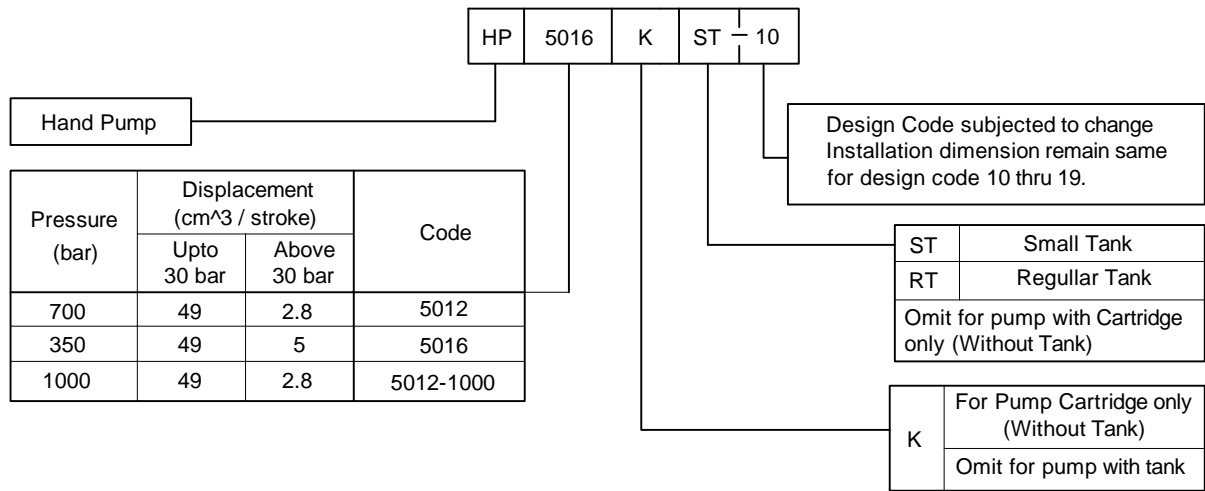 HP 5016 K ST - 10
Hand Pump
Design Code subjected to change
Installation dimension remain same
for design code 10 thru 19.
Pressure
(bar)
Displacement
(cm^3 / stroke)
Code
Upto
30 bar
Above
30 bar
700 49 2.8 5012
350 49 5 5016
1000 49 2.8 5012-1000
ST Small Tank
RT Regullar Tank
Omit for pump with Cartridge
only (Without Tank)
K
For Pump Cartridge only
(Without Tank)
Omit for pump with tank